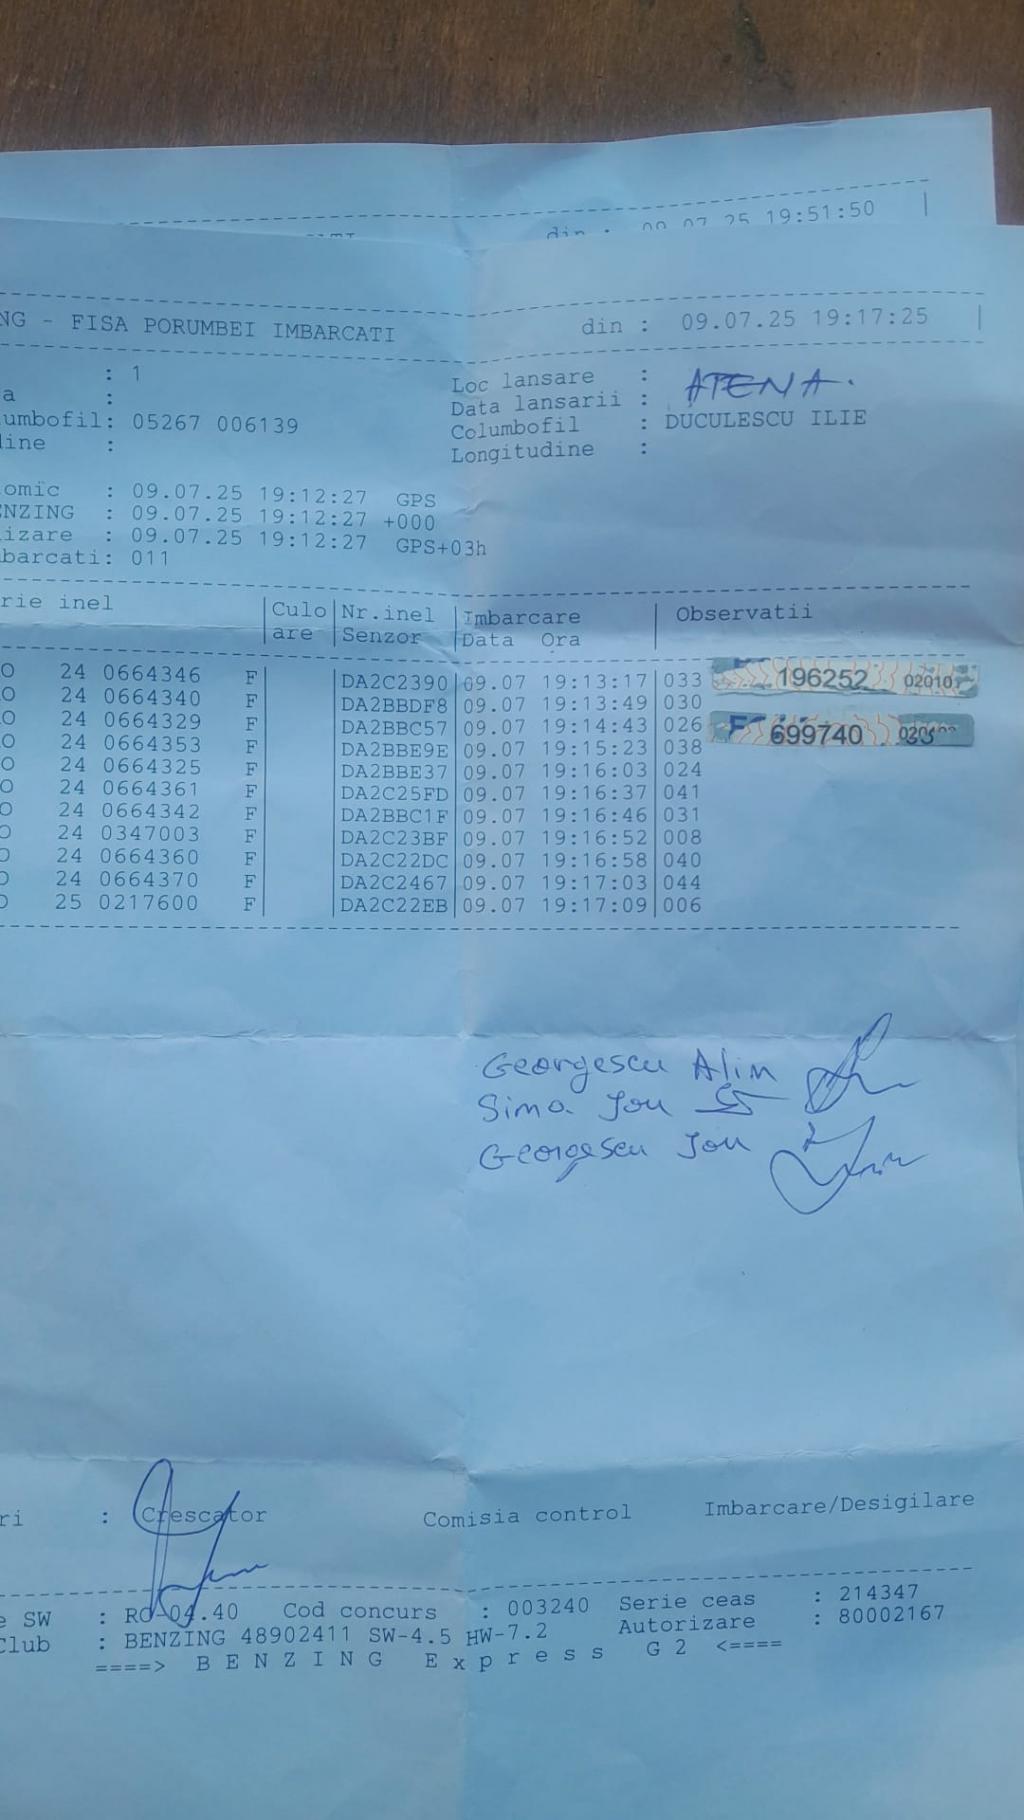 din : 09 07 25 19:51:50
NG - FISA PORUMBEI IMBARCATI din : 09.07.25 19:17:25
: 1 Loc lansare : ATENA.
a : Data lansarii :
umbofil: 05267 006139 Columbofil : DUCULESCU ILIE
dine : Longitudine :
omic : 09.07.25 19:12:27 GPS
ENZING : 09.07.25 19:12:27 +000
izare : 09.07.25 19:12:27 GPS+03h
barcati: 011
rie inel Culo Nr.inel Imbarcare Observatii
are Senzor Data Ora
O 24 0664346 F DA2C2390 09.07 19:13:17 033 196252 02010
O 24 0664340 F DA2BBDF8 09.07 19:13:49 030
O 24 0664329 F DA2BBC57 09.07 19:14:43 026 699740
O 24 0664353 F DA2BBE9E 09.07 19:15:23 038
O 24 0664325 F DA2BBE37 09.07 19:16:03 024
O 24 0664361 F DA2C25FD 09.07 19:16:37 041
O 24 0664342 F DA2BBC1F 09.07 19:16:46 031
O 24 0347003 F DA2C23BF 09.07 19:16:52 008
O 24 0664360 F DA2C22DC 09.07 19:16:58 040
O 24 0664370 F DA2C2467 09.07 19:17:03 044
O 25 0217600 F DA2C22EB 09.07 19:17:09 006
Georgescu Alin
Sima Ion
Georgescu Ion
ri : Crescator Comisia control Imbarcare/Desigilare
e SW : RO 04.40 Cod concurs : 003240 Serie ceas : 214347
Club : BENZING 48902411 SW-4.5 HW-7.2 Autorizare : 80002167
====> B E N Z I N G E x p r e s s G 2 <====